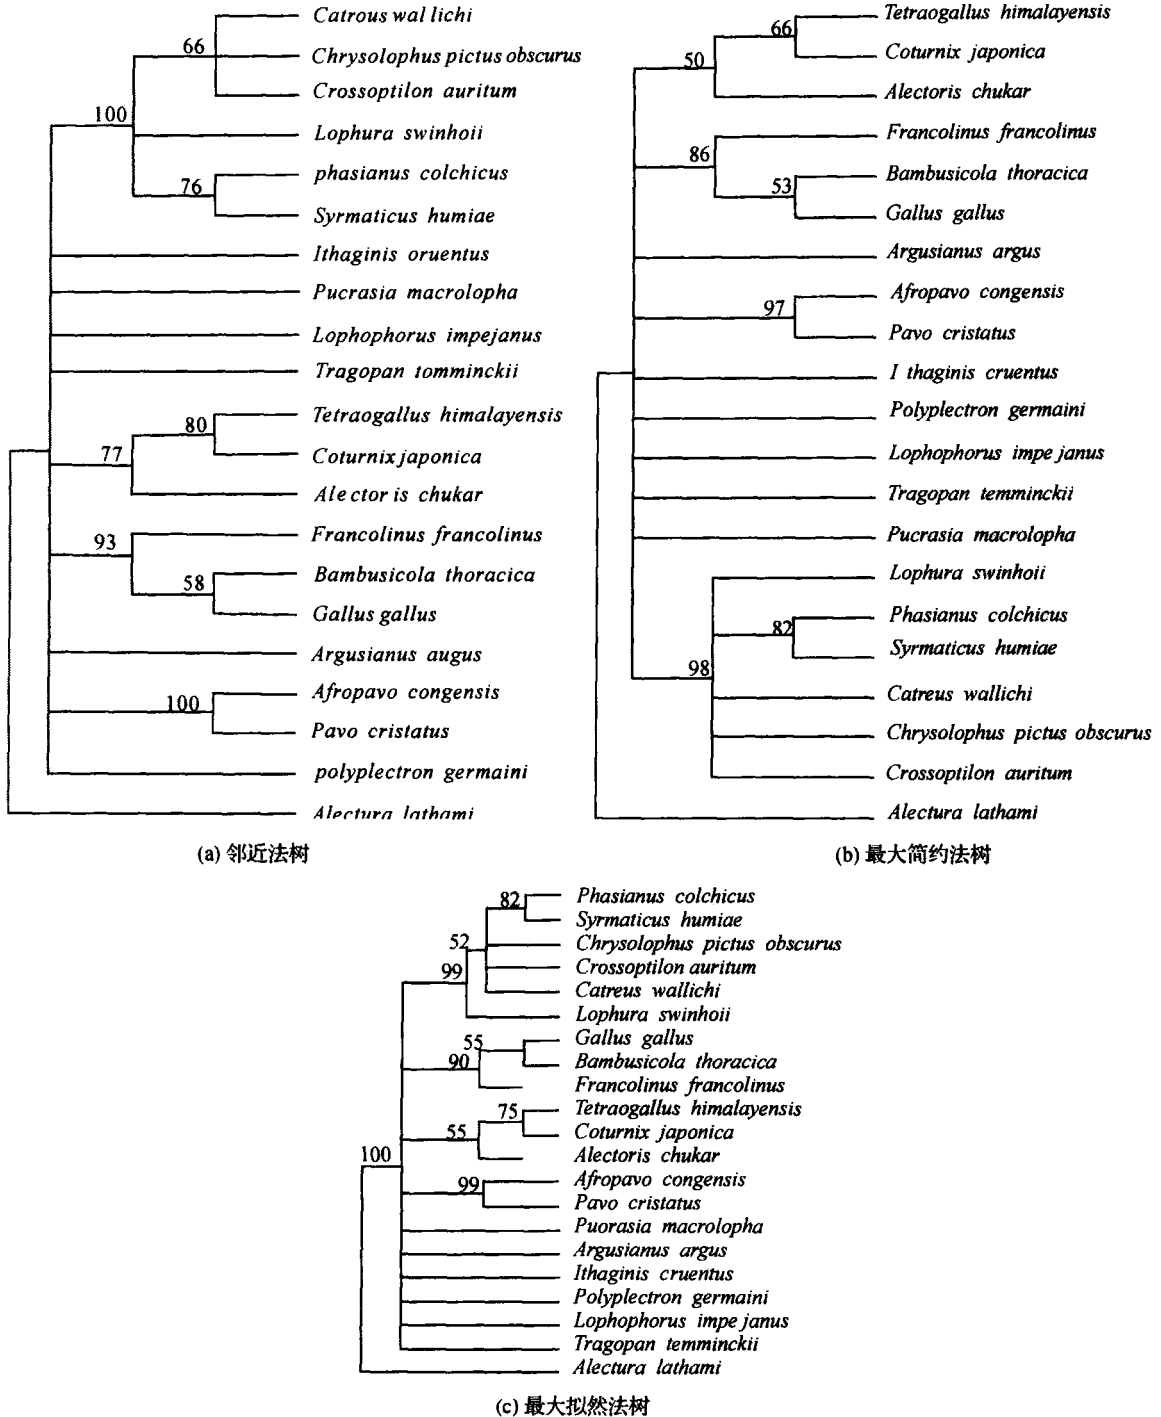 Catrous wal lichi
66
Chrysolophus pictus obscurus
Crossoptilon auritum
100
Lophura swinhoii
phasianus colchicus
76
Syrmaticus humiae
Ithaginis oruentus
Pucrasia macrolopha
Lophophorus impejanus
Tragopan tomminckii
Tetraogallus himalayensis
80
Coturnix japonica
77
Alector is chukar
Francolinus francolinus
93
Bambusicola thoracica
58
Gallus gallus
Argusianus augus
Afropavo congensis
100
Pavo cristatus
polyplectron germaini
Alectura lathami
(a) 邻近法树
Tetraogallus himalayensis
66
Coturnix japonica
50
Alectoris chukar
Francolinus francolinus
86
Bambusicola thoracica
53
Gallus gallus
Argusianus argus
Afropavo congensis
97
Pavo cristatus
I thaginis cruentus
Polyplectron germaini
Lophophorus impe janus
Tragopan temminckii
Pucrasia macrolopha
Lophura swinhoii
Phasianus colchicus
82
Syrmaticus humiae
98
Catreus wallichi
Chrysolophus pictus obscurus
Crossoptilon auritum
Alectura lathami
(b) 最大简约法树
82
Phasianus colchicus
Syrmaticus humiae
52
Chrysolophus pictus obscurus
99
Crossoptilon auritum
Catreus wallichi
Lophura swinhoii
55
Gallus gallus
90
Bambusicola thoracica
Francolinus francolinus
75
Tetraogallus himalayensis
55
Coturnix japonica
100
Alectoris chukar
99
Afropavo congensis
Pavo cristatus
Puorasia macrolopha
Argusianus argus
Ithaginis cruentus
Polyplectron germaini
Lophophorus impe janus
Tragopan temminckii
Alectura lathami
(c) 最大拟然法树